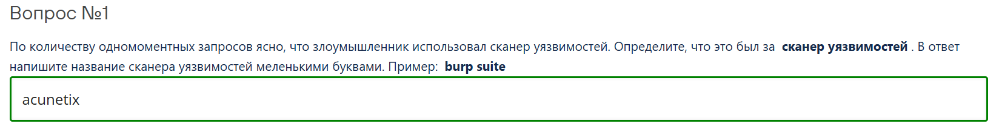 Вопрос №1
По количеству одномоментных запросов ясно, что злоумышленник использовал сканер уязвимостей. Определите, что это был за сканер уязвимостей . В ответ
напишите название сканера уязвимостей меленькими буквами. Пример: burp suite
acunetix